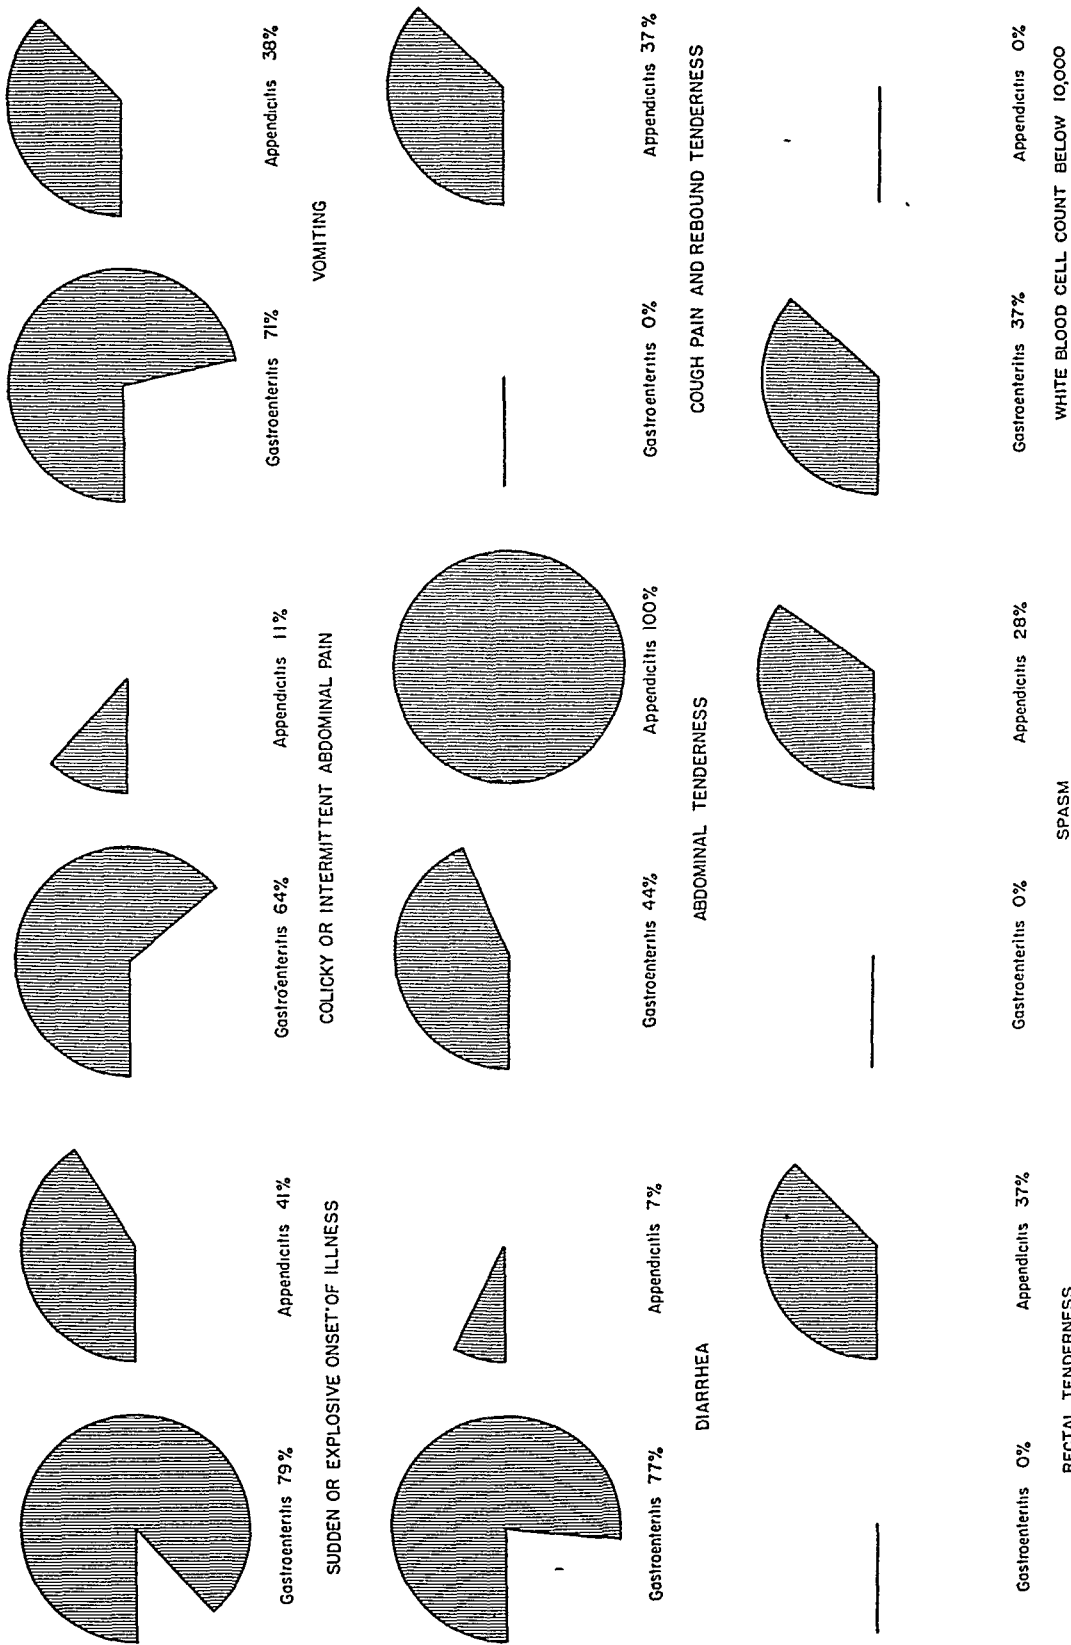 Gastroenteritis 79%
Appendicitis 41%
SUDDEN OR EXPLOSIVE ONSET OF ILLNESS
Gastroenteritis 64%
Appendicitis 11%
COLICKY OR INTERMITTENT ABDOMINAL PAIN
Gastroenteritis 71%
Appendicitis 38%
VOMITING
Gastroenteritis 77%
Appendicitis 7%
DIARRHEA
Gastroenteritis 44%
Appendicitis 100%
ABDOMINAL TENDERNESS
Gastroenteritis 0%
Appendicitis 37%
COUGH PAIN AND REBOUND TENDERNESS
Gastroenteritis 0%
Appendicitis 37%
RECTAL TENDERNESS
Gastroenteritis 0%
Appendicitis 28%
SPASM
Gastroenteritis 37%
Appendicitis 0%
WHITE BLOOD CELL COUNT BELOW 10,000